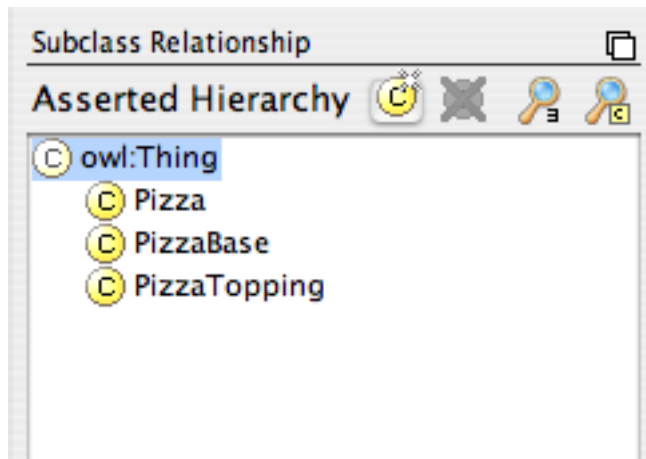 Subclass Relationship
Asserted Hierarchy
C owl:Thing
C Pizza
C PizzaBase
C PizzaTopping